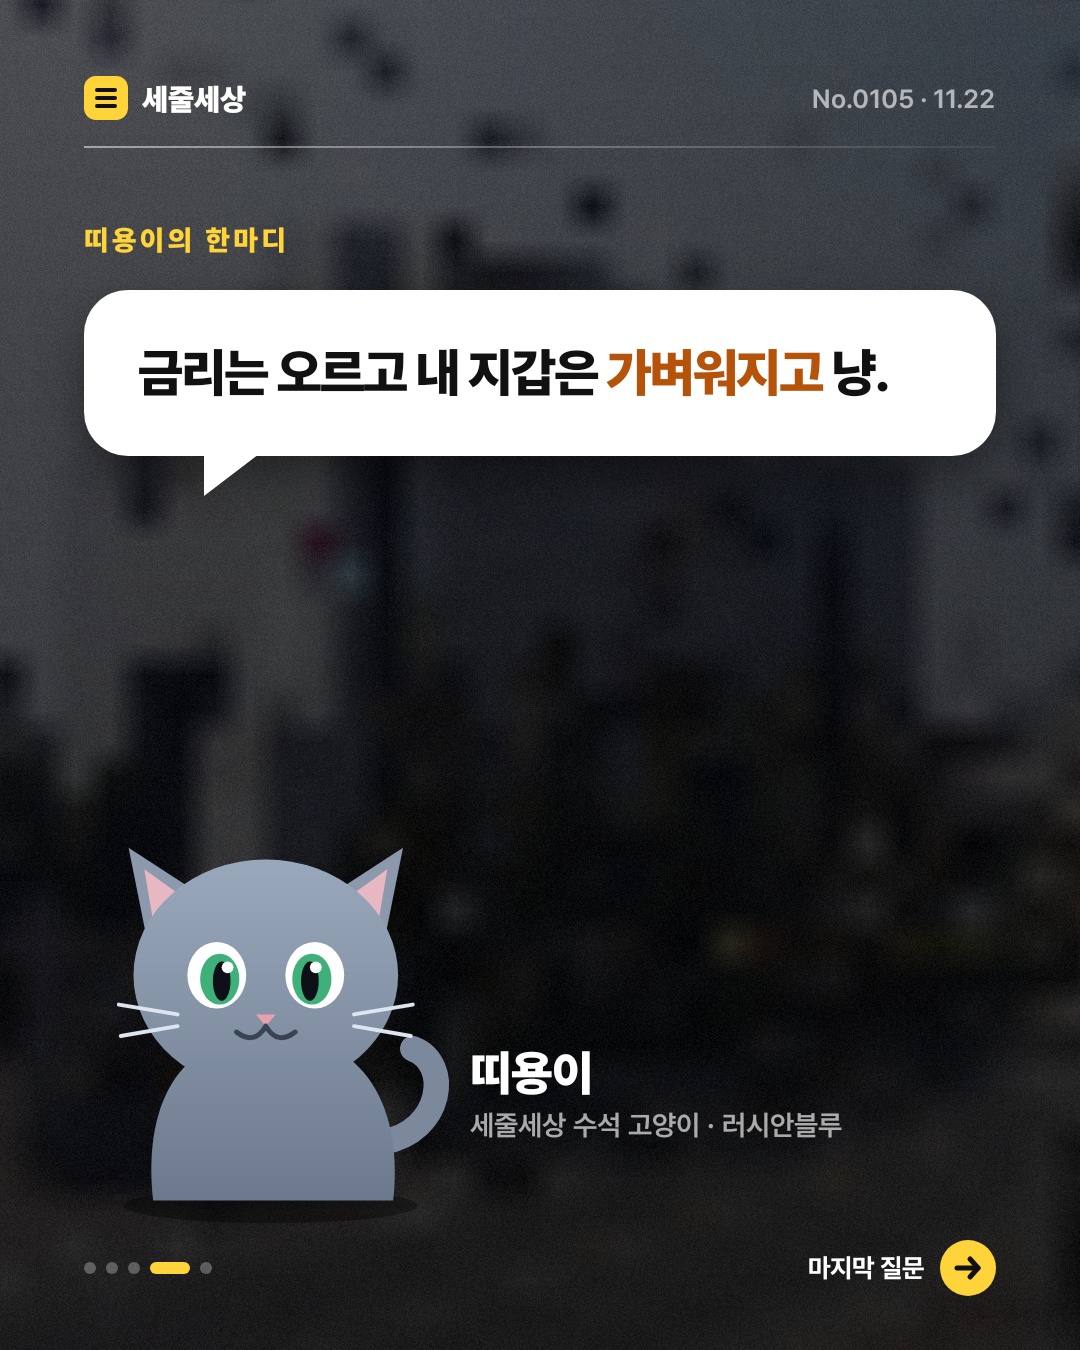 세줄세상
No.0105 · 11.22
띠용이의 한마디
금리는 오르고 내 지갑은 가벼워지고 냥.
띠용이
세줄세상 수석 고양이 · 러시안블루
마지막 질문